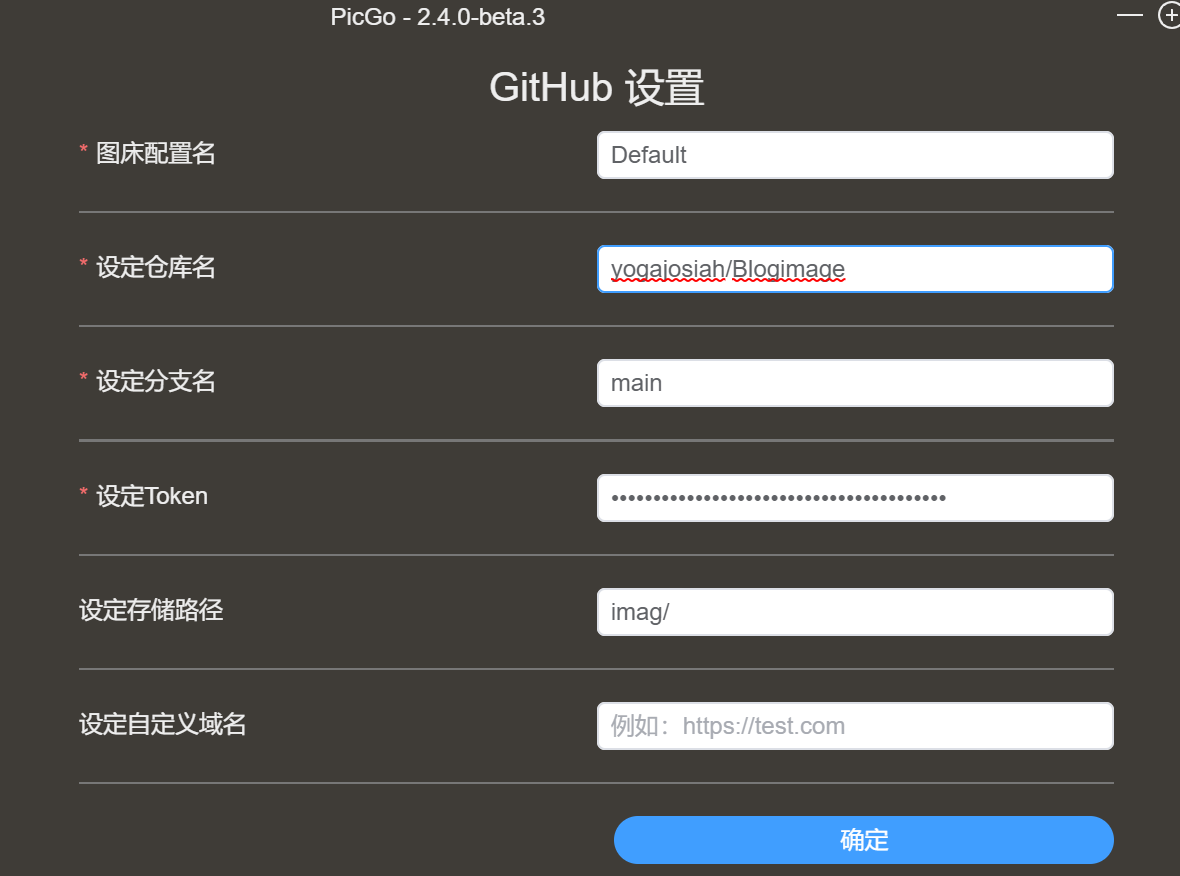 PicGo - 2.4.0-beta.3
GitHub 设置
* 图床配置名
Default
* 设定仓库名
yogajosiah/Blogimage
* 设定分支名
main
* 设定Token
••••••••••••••••••••••••••••••••••••••••
设定存储路径
imag/
设定自定义域名
例如：https://test.com
确定